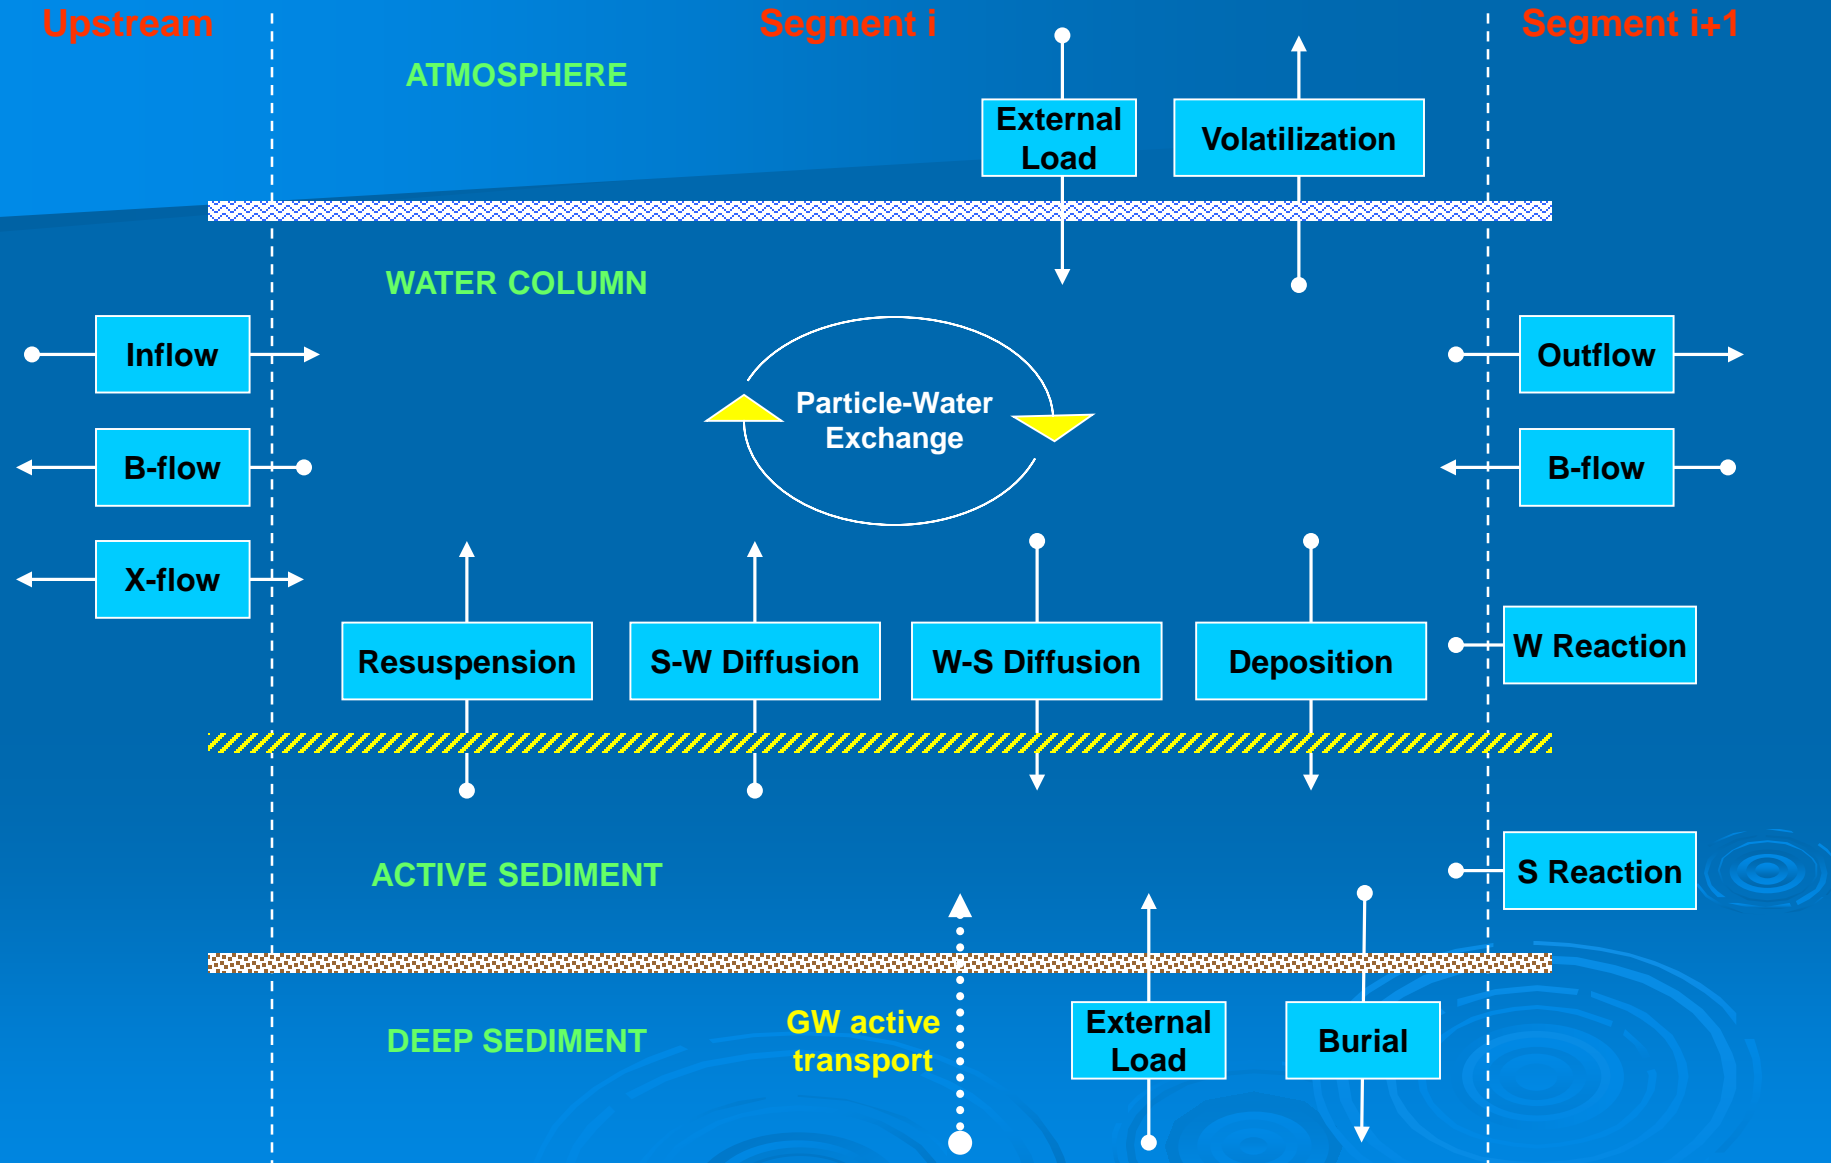 Upstream
Segment i
Segment i+1
ATMOSPHERE
External
Load
Volatilization
WATER COLUMN
Inflow
Outflow
Particle-Water
Exchange
B-flow
B-flow
X-flow
Resuspension
S-W Diffusion
W-S Diffusion
Deposition
W Reaction
ACTIVE SEDIMENT
S Reaction
DEEP SEDIMENT
GW active
transport
External
Load
Burial